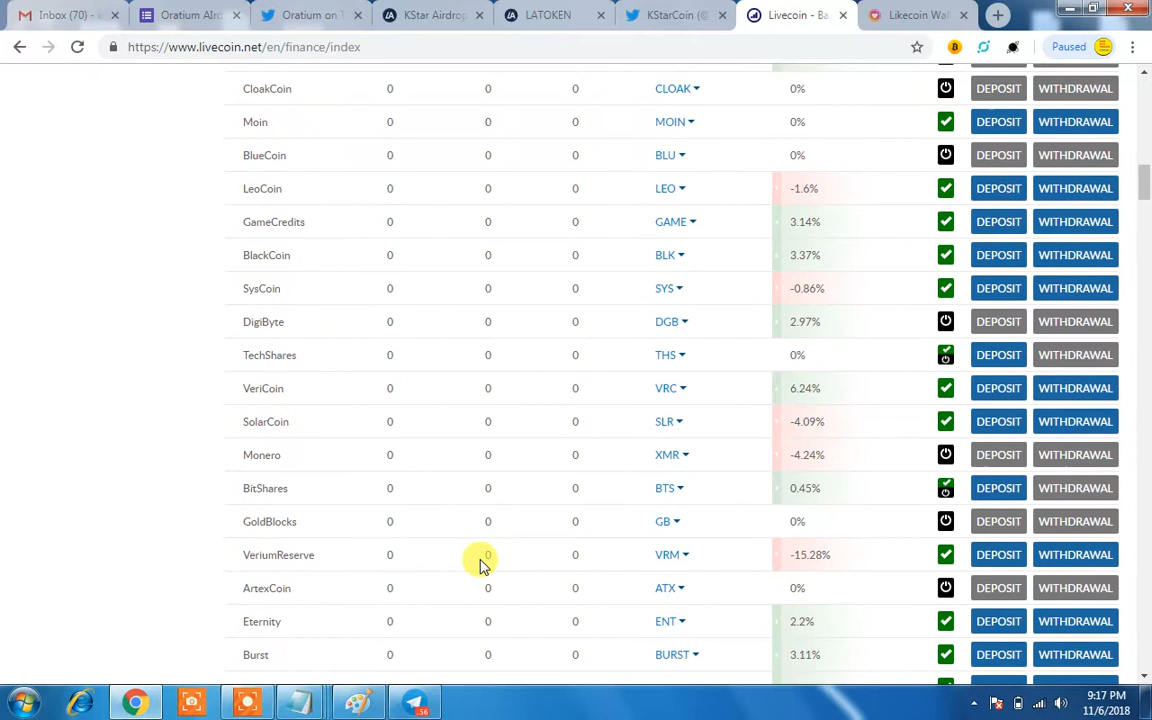 Inbox (70) -
Oratium AIrd
Oratium on T
KStar Airdrop
LATOKEN
KStarCoin (@
Livecoin - Ba
Likecoin Wal
https://www.livecoin.net/en/finance/index
Paused
CloakCoin 0 0 0 CLOAK 0% DEPOSIT WITHDRAWAL
Moin 0 0 0 MOIN 0% DEPOSIT WITHDRAWAL
BlueCoin 0 0 0 BLU 0% DEPOSIT WITHDRAWAL
LeoCoin 0 0 0 LEO -1.6% DEPOSIT WITHDRAWAL
GameCredits 0 0 0 GAME 3.14% DEPOSIT WITHDRAWAL
BlackCoin 0 0 0 BLK 3.37% DEPOSIT WITHDRAWAL
SysCoin 0 0 0 SYS -0.86% DEPOSIT WITHDRAWAL
DigiByte 0 0 0 DGB 2.97% DEPOSIT WITHDRAWAL
TechShares 0 0 0 THS 0% DEPOSIT WITHDRAWAL
VeriCoin 0 0 0 VRC 6.24% DEPOSIT WITHDRAWAL
SolarCoin 0 0 0 SLR -4.09% DEPOSIT WITHDRAWAL
Monero 0 0 0 XMR -4.24% DEPOSIT WITHDRAWAL
BitShares 0 0 0 BTS 0.45% DEPOSIT WITHDRAWAL
GoldBlocks 0 0 0 GB 0% DEPOSIT WITHDRAWAL
VeriumReserve 0 0 0 VRM -15.28% DEPOSIT WITHDRAWAL
ArtexCoin 0 0 0 ATX 0% DEPOSIT WITHDRAWAL
Eternity 0 0 0 ENT 2.2% DEPOSIT WITHDRAWAL
Burst 0 0 0 BURST 3.11% DEPOSIT WITHDRAWAL
56
9:17 PM
11/6/2018